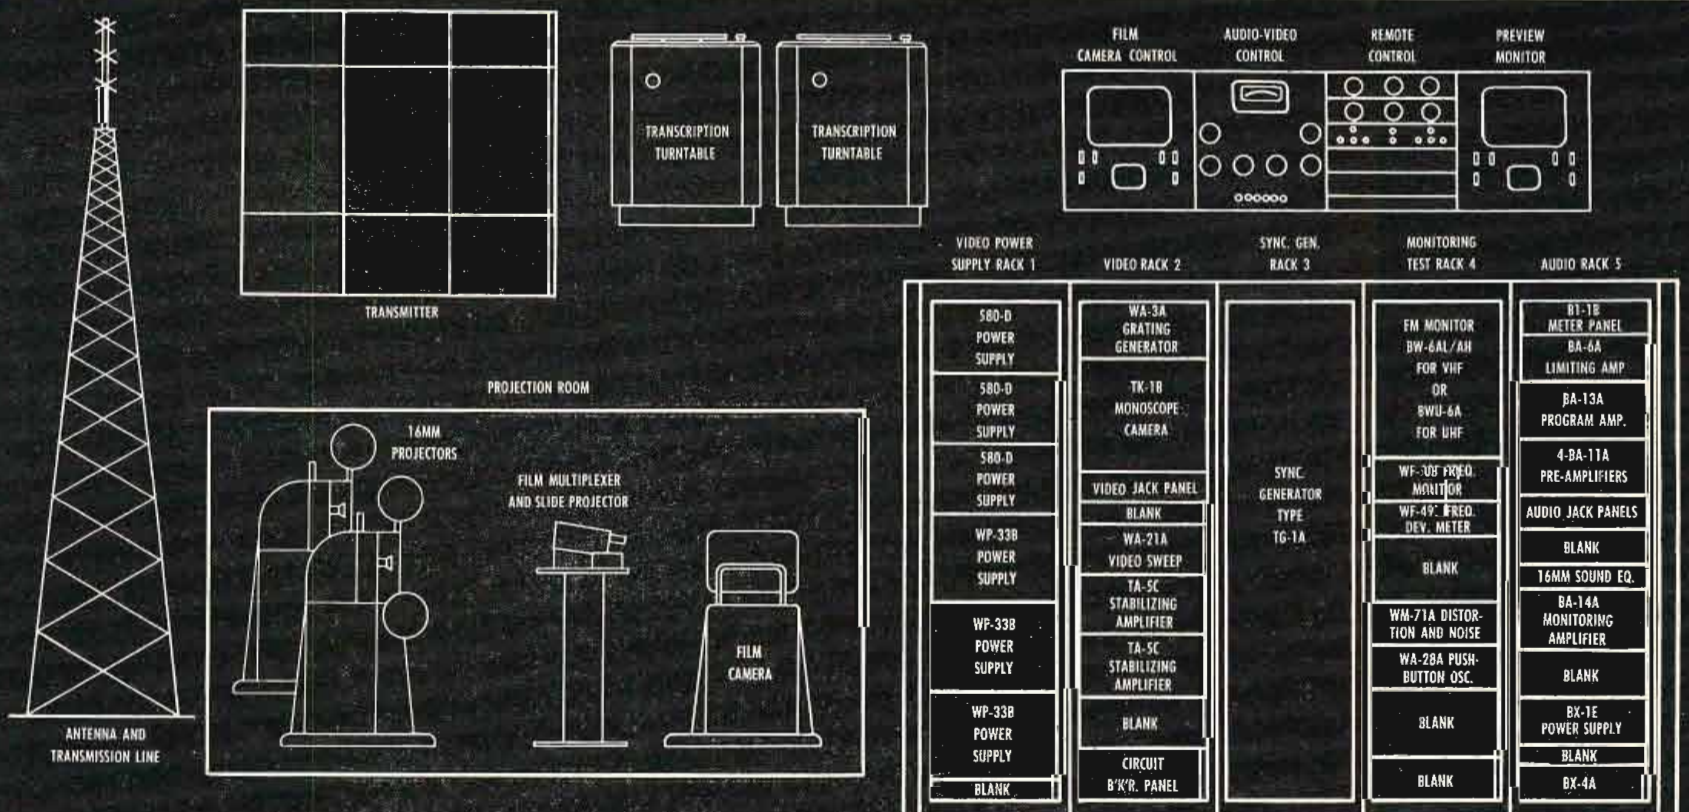 FILM
CAMERA CONTROL
AUDIO-VIDEO
CONTROL
REMOTE
CONTROL
PREVIEW
MONITOR
TRANSCRIPTION
TURNTABLE
TRANSCRIPTION
TURNTABLE
TRANSMITTER
ANTENNA AND
TRANSMISSION LINE
PROJECTION ROOM
16MM
PROJECTORS
FILM MULTIPLEXER
AND SLIDE PROJECTOR
FILM
CAMERA
VIDEO POWER
SUPPLY RACK 1
580-D
POWER
SUPPLY
580-D
POWER
SUPPLY
580-D
POWER
SUPPLY
WP-33B
POWER
SUPPLY
WP-33B
POWER
SUPPLY
WP-33B
POWER
SUPPLY
BLANK
VIDEO RACK 2
WA-3A
GRATING
GENERATOR
TK-1B
MONOSCOPE
CAMERA
VIDEO JACK PANEL
BLANK
WA-21A
VIDEO SWEEP
TA-5C
STABILIZING
AMPLIFIER
TA-5C
STABILIZING
AMPLIFIER
BLANK
CIRCUIT
B'K'R. PANEL
SYNC. GEN.
RACK 3
SYNC.
GENERATOR
TYPE
TG-1A
MONITORING
TEST RACK 4
FM MONITOR
BW-6AL/AH
FOR VHF
OR
BWU-6A
FOR UHF
FREQ.
MONITOR
FREQ.
DEV. METER
BLANK
WM-71A DISTOR-
TION AND NOISE
WA-28A PUSH-
BUTTON OSC.
BLANK
BLANK
AUDIO RACK 5
B1-1B
METER PANEL
BA-6A
LIMITING AMP
BA-13A
PROGRAM AMP.
4-BA-11A
PRE-AMPLIFIERS
AUDIO JACK PANELS
BLANK
16MM SOUND EQ.
BA-14A
MONITORING
AMPLIFIER
BLANK
BX-1E
POWER SUPPLY
BLANK
BX-4A